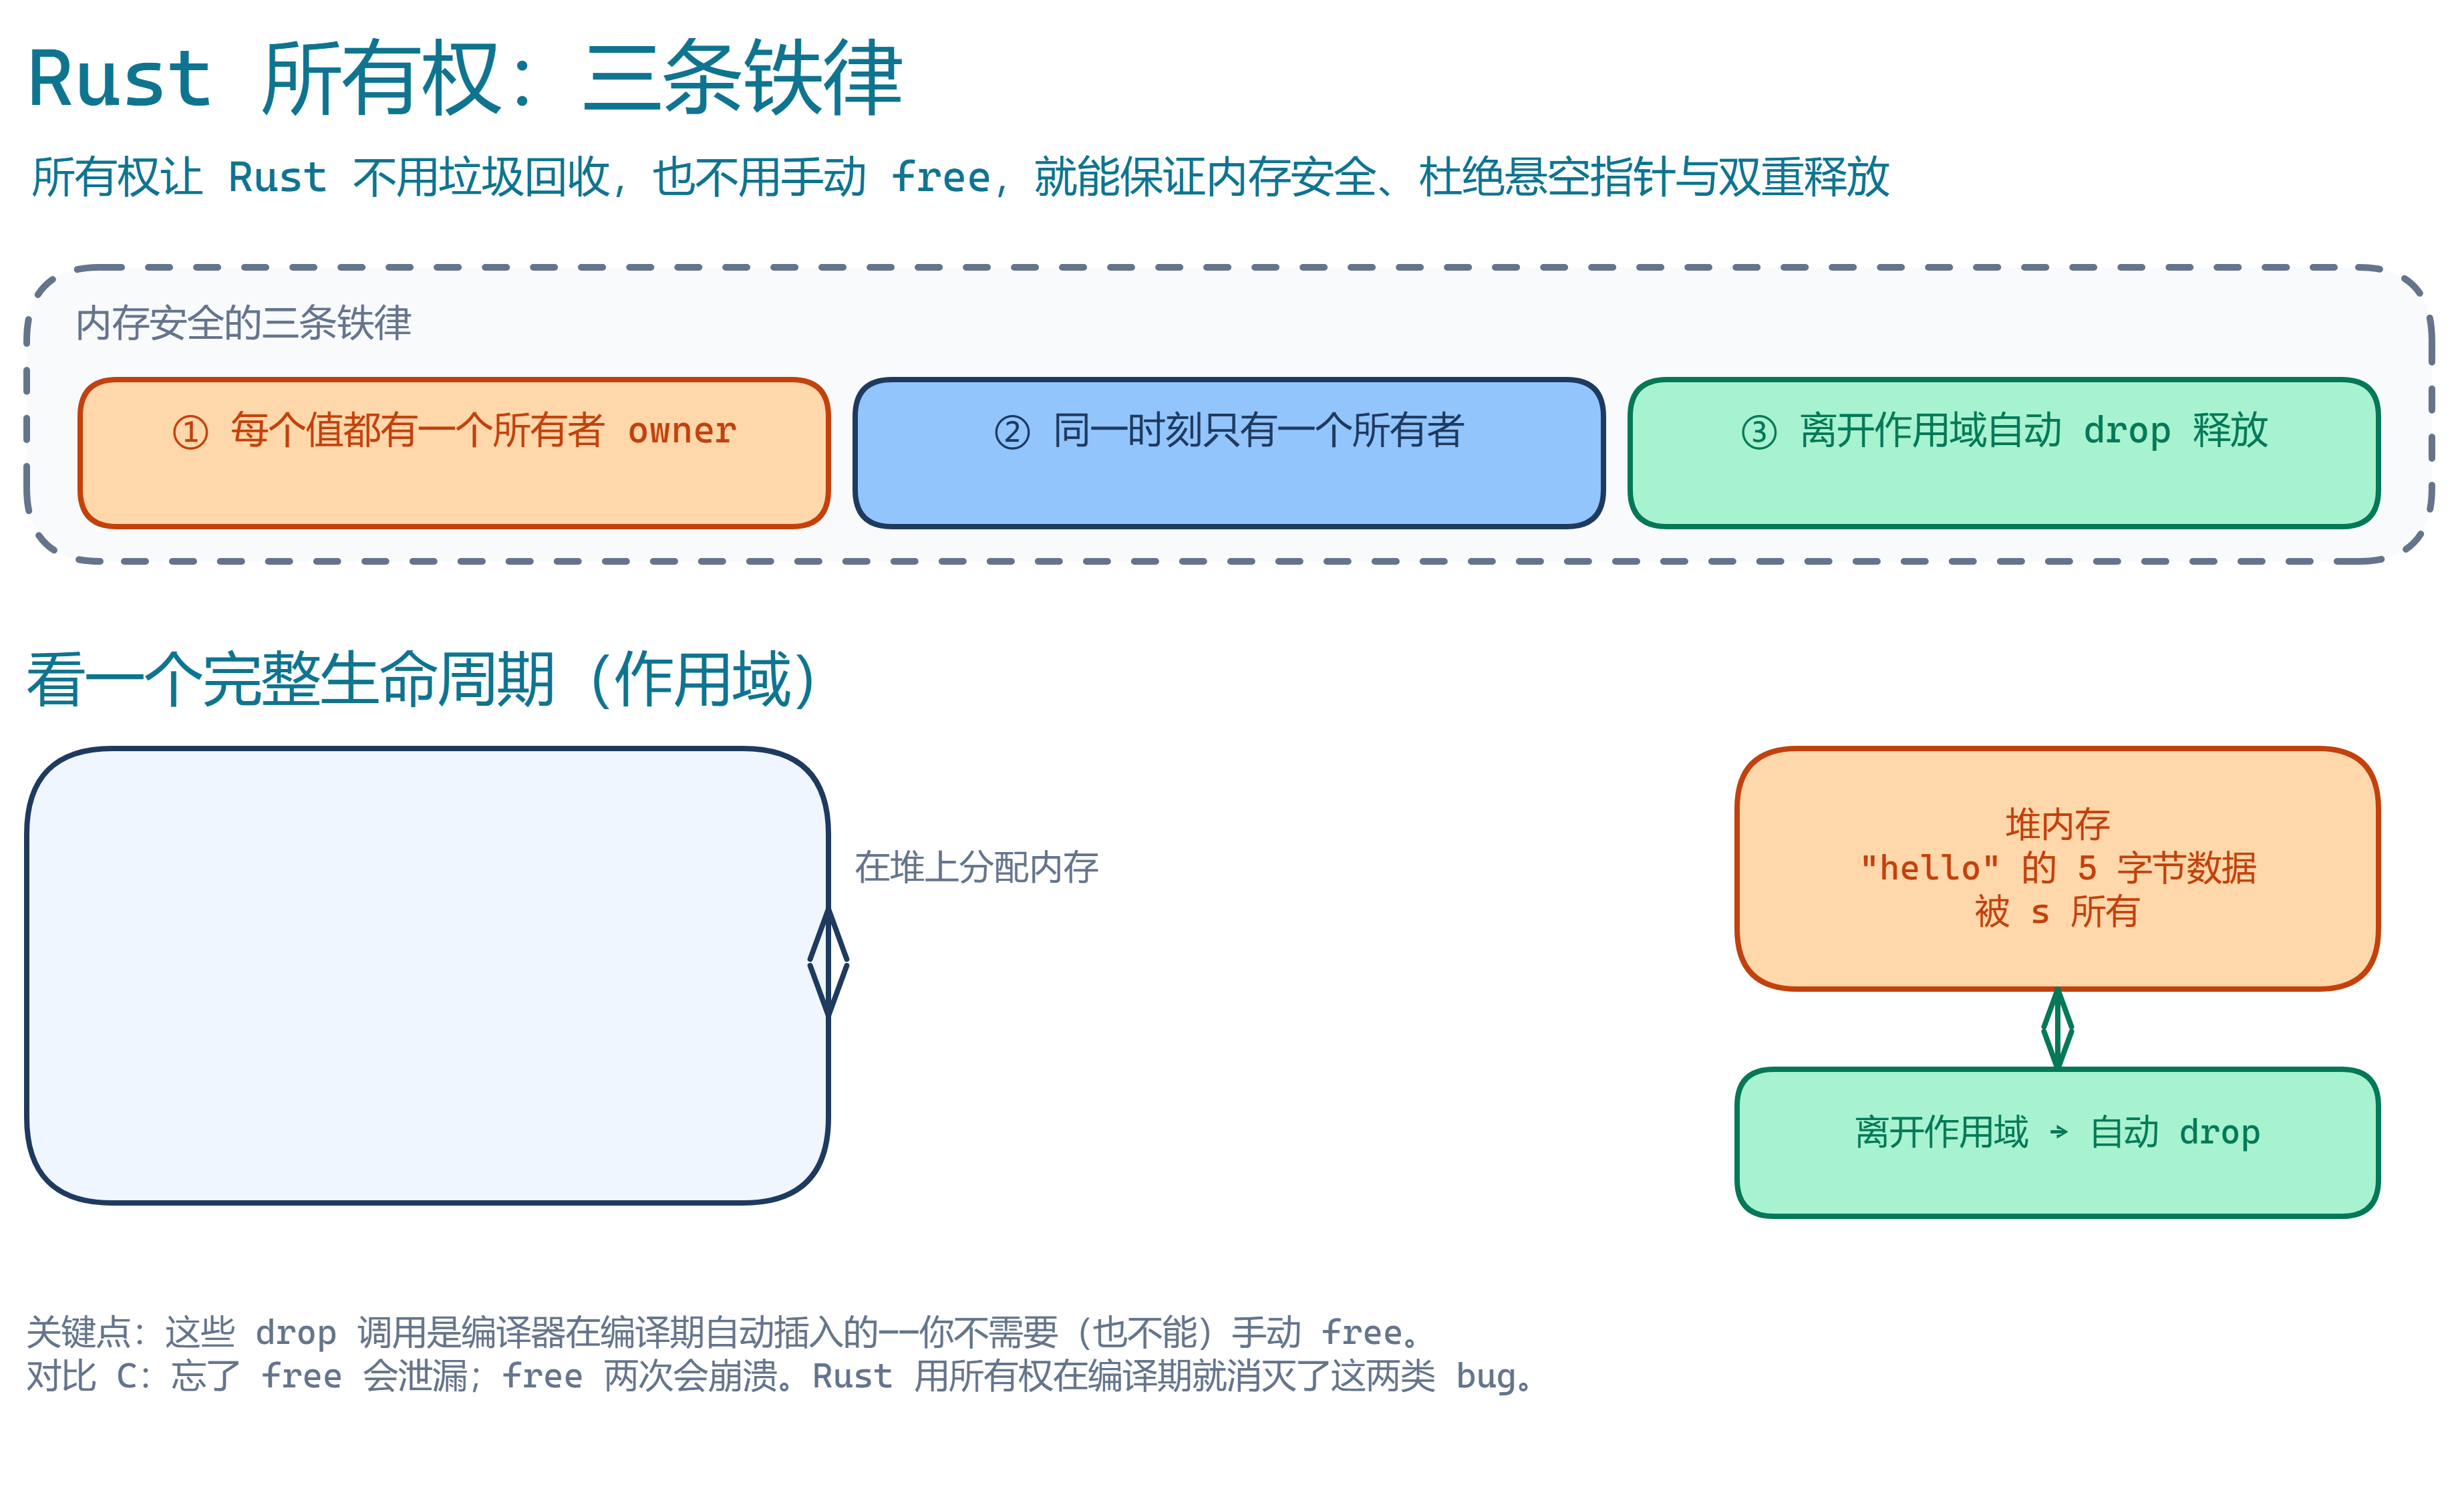 Rust 所有权：三条铁律
所有权让 Rust 不用垃圾回收，也不用手动 free，就能保证内存安全、杜绝悬空指针与双重释放
内存安全的三条铁律
① 每个值都有一个所有者 owner
② 同一时刻只有一个所有者
③ 离开作用域自动 drop 释放
看一个完整生命周期（作用域）
在堆上分配内存
堆内存
"hello" 的 5 字节数据
被 s 所有
离开作用域 → 自动 drop
关键点：这些 drop 调用是编译器在编译期自动插入的——你不需要（也不能）手动 free。
对比 C：忘了 free 会泄漏；free 两次会崩溃。Rust 用所有权在编译期就消灭了这两类 bug。